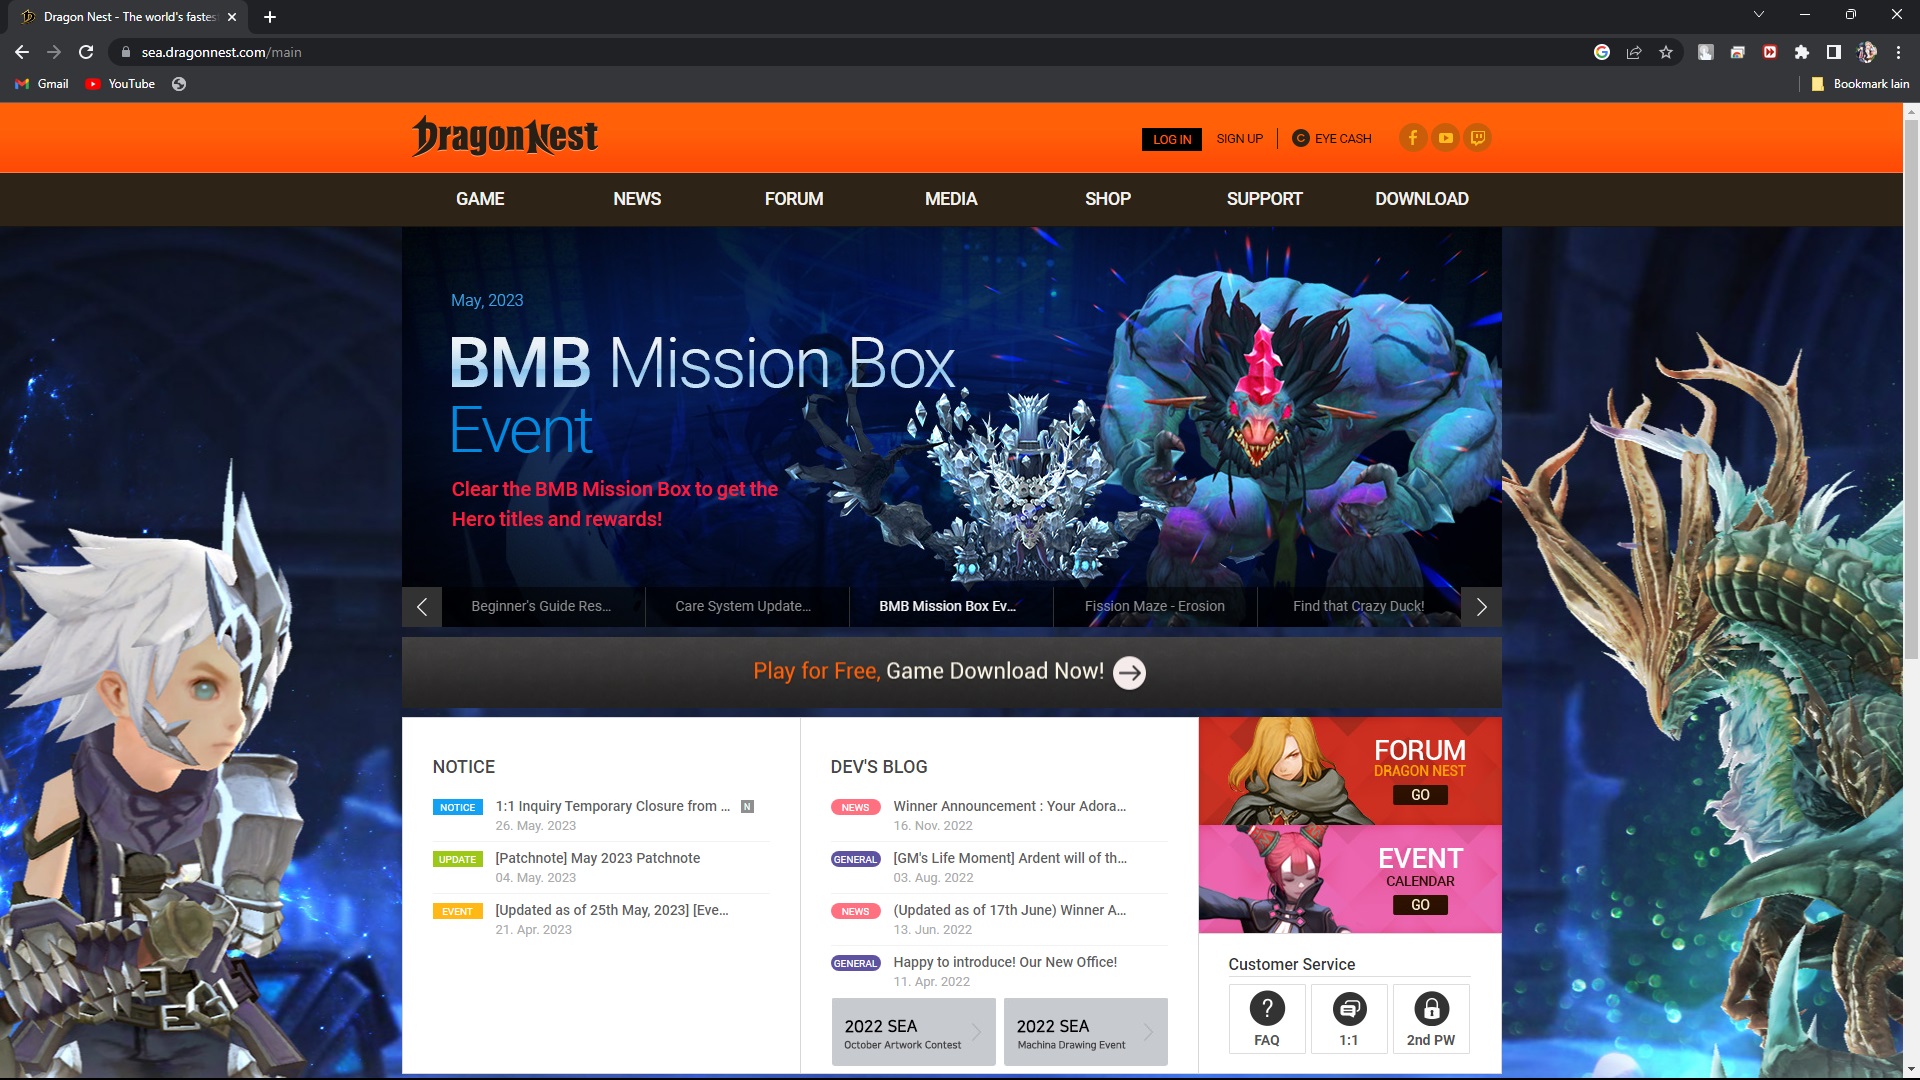 Dragon Nest - The world's fastes
sea.dragonnest.com/main
Gmail
YouTube
Bookmark lain
DragonNest
LOG IN
SIGN UP
C EYE CASH
GAME
NEWS
FORUM
MEDIA
SHOP
SUPPORT
DOWNLOAD
May, 2023
BMB Mission Box
Event
Clear the BMB Mission Box to get the
Hero titles and rewards!
Beginner's Guide Res...
Care System Update...
BMB Mission Box Ev...
Fission Maze - Erosion
Find that Crazy Duck!
Play for Free, Game Download Now!
NOTICE
NOTICE 1:1 Inquiry Temporary Closure from ... N
26. May. 2023
UPDATE [Patchnote] May 2023 Patchnote
04. May. 2023
EVENT [Updated as of 25th May, 2023] [Eve...
21. Apr. 2023
DEV'S BLOG
NEWS Winner Announcement : Your Adora...
16. Nov. 2022
GENERAL [GM's Life Moment] Ardent will of th...
03. Aug. 2022
NEWS (Updated as of 17th June) Winner A...
13. Jun. 2022
GENERAL Happy to introduce! Our New Office!
11. Apr. 2022
2022 SEA
October Artwork Contest
2022 SEA
Machina Drawing Event
FORUM
DRAGON NEST
GO
EVENT
CALENDAR
GO
Customer Service
?
FAQ
1:1
2nd PW